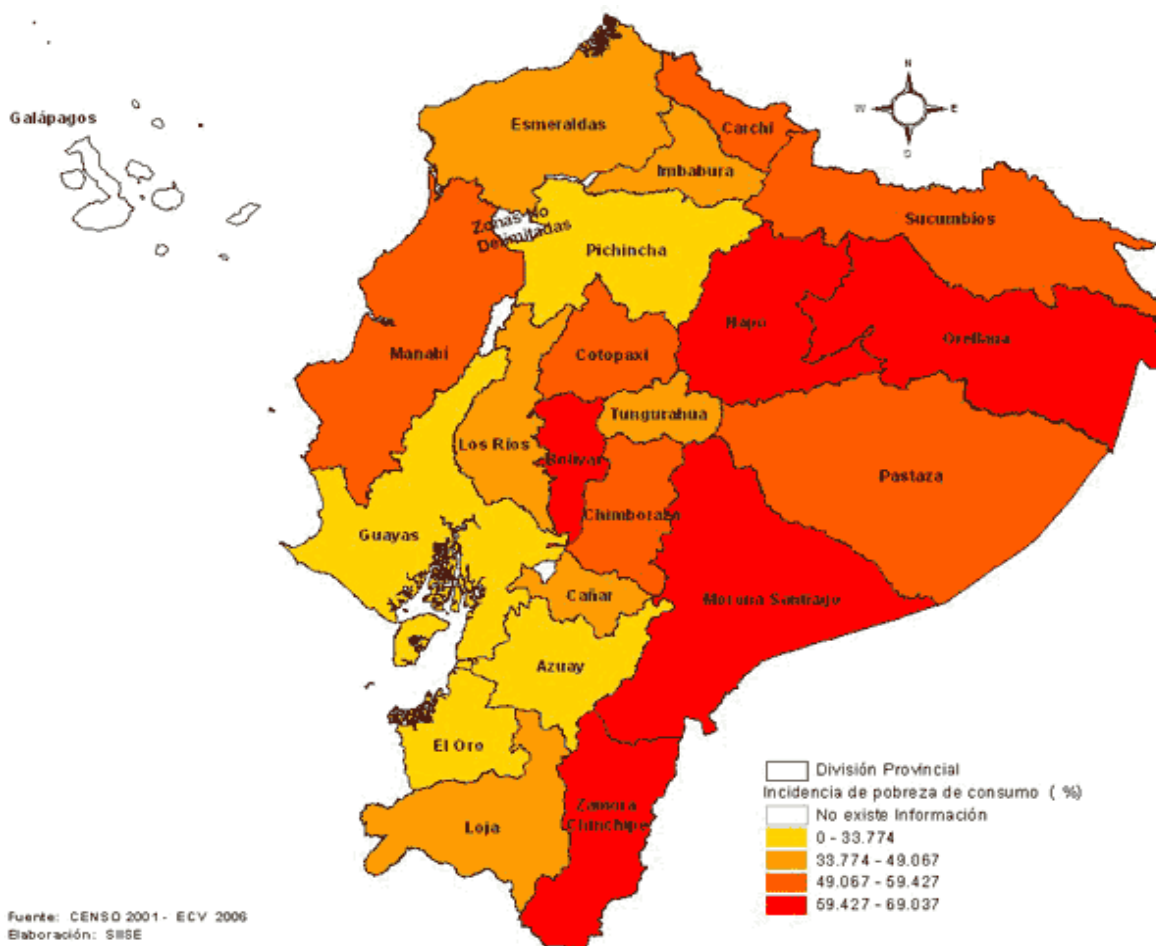 Galápagos
N
W
E
S
Esmeraldas
Carchi
Imbabura
Sucumbíos
Zonas No
Delimitadas
Pichincha
Napo
Orellana
Manabí
Cotopaxi
Tungurahua
Los Ríos
Bolívar
Pastaza
Chimborazo
Guayas
Cañar
Morona Santiago
Azuay
El Oro
Zamora
Chinchipe
Loja
División Provincial
Incidencia de pobreza de consumo ( %)
No existe Información
0 - 33.774
33.774 - 49.067
49.067 - 59.427
59.427 - 69.037
Fuente: CENSO 2001 - ECV 2006
Elaboración: SIISE